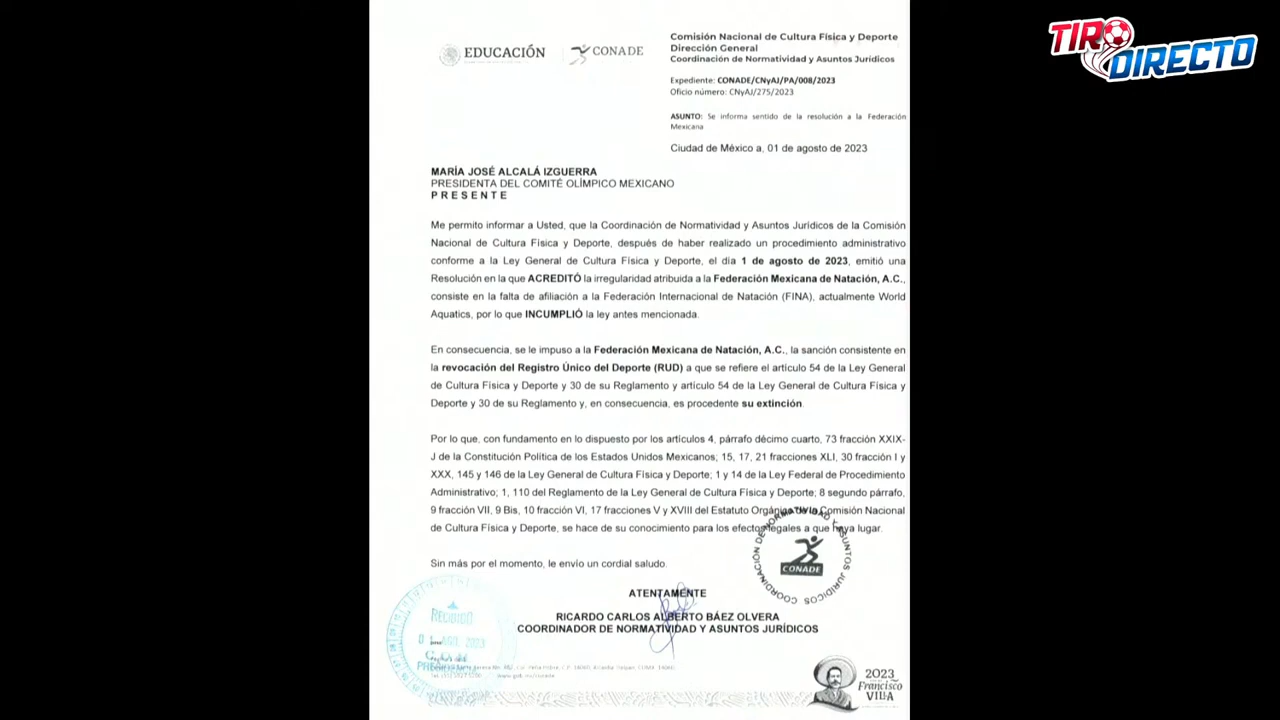 TIRO
DIRECTO
EDUCACIÓN
CONADE
Comisión Nacional de Cultura Física y Deporte
Dirección General
Coordinación de Normatividad y Asuntos Jurídicos
Expediente: CONADE/CNyAJ/PA/008/2023
Oficio número: CNyAJ/275/2023
ASUNTO: Se informa sentido de la resolución a la Federación
Mexicana
Ciudad de México a, 01 de agosto de 2023
MARÍA JOSÉ ALCALÁ IZGUERRA
PRESIDENTA DEL COMITÉ OLÍMPICO MEXICANO
P R E S E N T E
Me permito informar a Usted, que la Coordinación de Normatividad y Asuntos Jurídicos de la Comisión
Nacional de Cultura Física y Deporte, después de haber realizado un procedimiento administrativo
conforme a la Ley General de Cultura Física y Deporte, el día 1 de agosto de 2023, emitió una
Resolución en la que ACREDITÓ la irregularidad atribuida a la Federación Mexicana de Natación, A.C.,
consiste en la falta de afiliación a la Federación Internacional de Natación (FINA), actualmente World
Aquatics, por lo que INCUMPLIÓ la ley antes mencionada.
En consecuencia, se le impuso a la Federación Mexicana de Natación, A.C., la sanción consistente en
la revocación del Registro Único del Deporte (RUD) a que se refiere el artículo 54 de la Ley General
de Cultura Física y Deporte y 30 de su Reglamento y artículo 54 de la Ley General de Cultura Física y
Deporte y 30 de su Reglamento y, en consecuencia, es procedente su extinción.
Por lo que, con fundamento en lo dispuesto por los artículos 4, párrafo décimo cuarto, 73 fracción XXIX-
J de la Constitución Política de los Estados Unidos Mexicanos; 15, 17, 21 fracciones XLI, 30 fracción I y
XXX, 145 y 146 de la Ley General de Cultura Física y Deporte; 1 y 14 de la Ley Federal de Procedimiento
Administrativo; 1, 110 del Reglamento de la Ley General de Cultura Física y Deporte; 8 segundo párrafo,
9 fracción VII, 9 Bis, 10 fracción VI, 17 fracciones V y XVIII del Estatuto Orgánico de la Comisión Nacional
de Cultura Física y Deporte, se hace de su conocimiento para los efectos legales a que haya lugar.
COORDINACIÓN DE NORMATIVIDAD Y ASUNTOS JURÍDICOS
CONADE
Sin más por el momento, le envío un cordial saludo.
ATENTAMENTE
RICARDO CARLOS ALBERTO BÁEZ OLVERA
COORDINADOR DE NORMATIVIDAD Y ASUNTOS JURÍDICOS
RECIBIDO
0 1 AGO. 2023
www.gob.mx/conade
2023
Francisco
VILLA